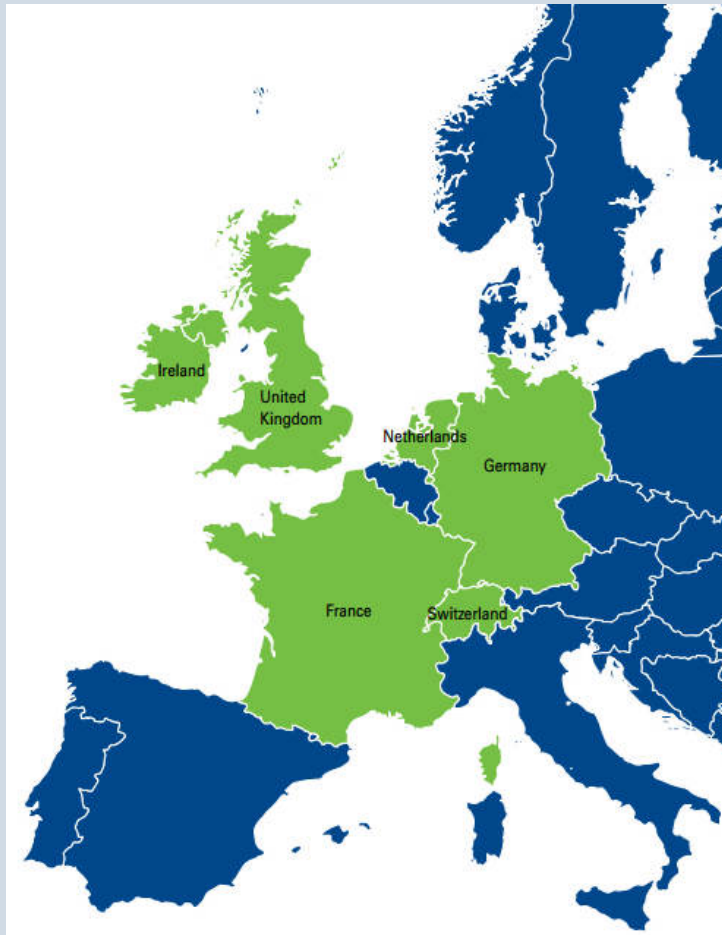 Ireland
United
Kingdom
Netherlands
Germany
France
Switzerland